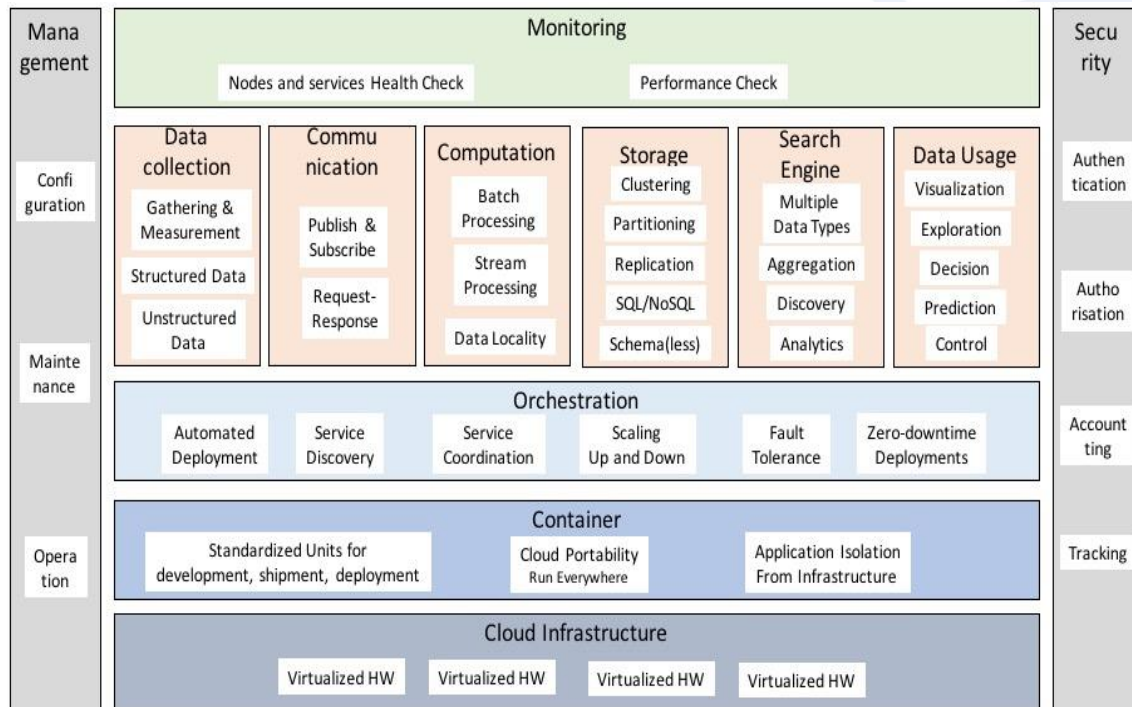 Mana
gement
Confi
guration
Mainte
nance
Opera
tion
Monitoring
Nodes and services Health Check
Performance Check
Data
collection
Gathering &
Measurement
Structured Data
Unstructured
Data
Commu
nication
Publish &
Subscribe
Request-
Response
Computation
Batch
Processing
Stream
Processing
Data Locality
Storage
Clustering
Partitioning
Replication
SQL/NoSQL
Schema(less)
Search
Engine
Multiple
Data Types
Aggregation
Discovery
Analytics
Data Usage
Visualization
Exploration
Decision
Prediction
Control
Orchestration
Automated
Deployment
Service
Discovery
Service
Coordination
Scaling
Up and Down
Fault
Tolerance
Zero-downtime
Deployments
Container
Standardized Units for
development, shipment, deployment
Cloud Portability
Run Everywhere
Application Isolation
From Infrastructure
Cloud Infrastructure
Virtualized HW
Virtualized HW
Virtualized HW
Virtualized HW
Secu
rity
Authen
tication
Autho
risation
Account
ting
Tracking